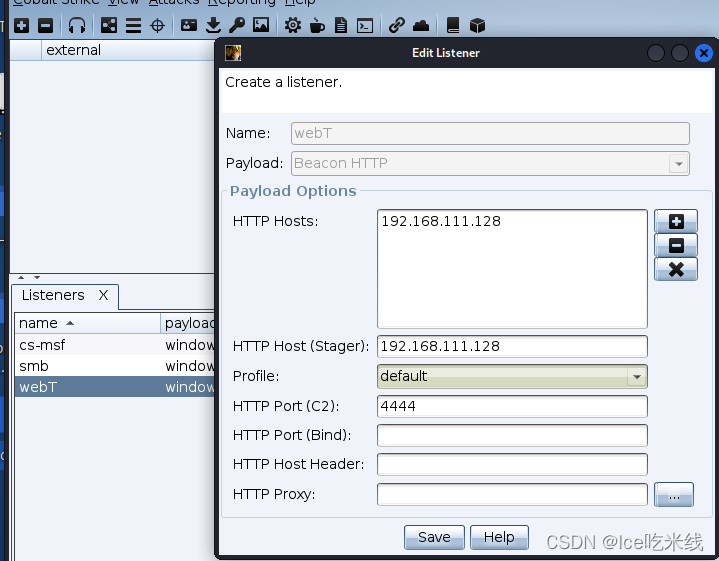 Cobalt Strike View Attacks Reporting Help
external
Edit Listener
Create a listener.
Name: webT
Payload: Beacon HTTP
Payload Options
HTTP Hosts: 192.168.111.128
HTTP Host (Stager): 192.168.111.128
Profile: default
HTTP Port (C2): 4444
HTTP Port (Bind):
HTTP Host Header:
HTTP Proxy:
...
Save Help
Listeners X
name payload
cs-msf window
smb window
webT window
CSDN @Ice吃米线